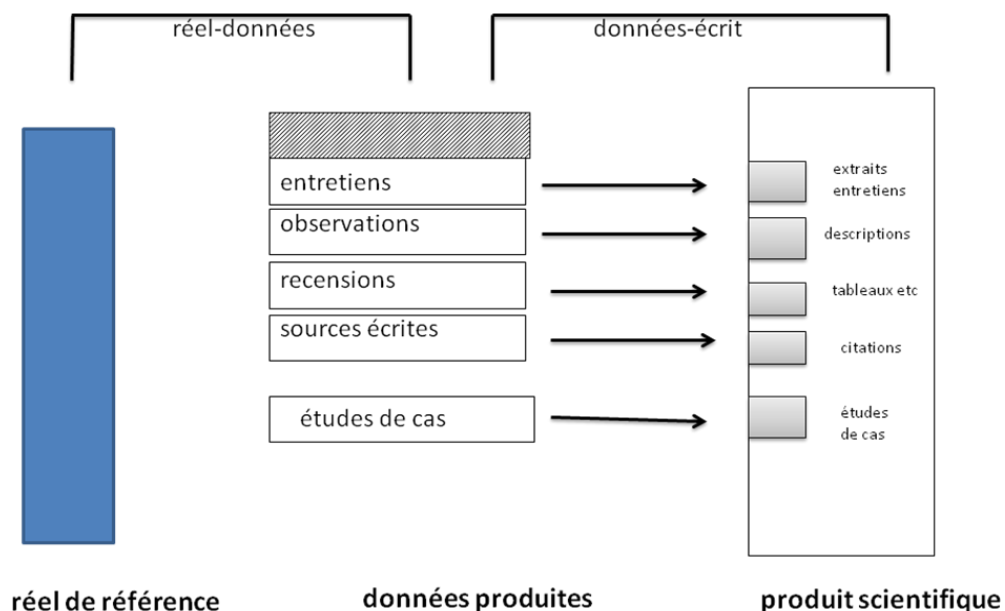 réel-données
données-écrit
entretiens
observations
recensions
sources écrites
études de cas
extraits
entretiens
descriptions
tableaux etc
citations
études
de cas
réel de référence
données produites
produit scientifique